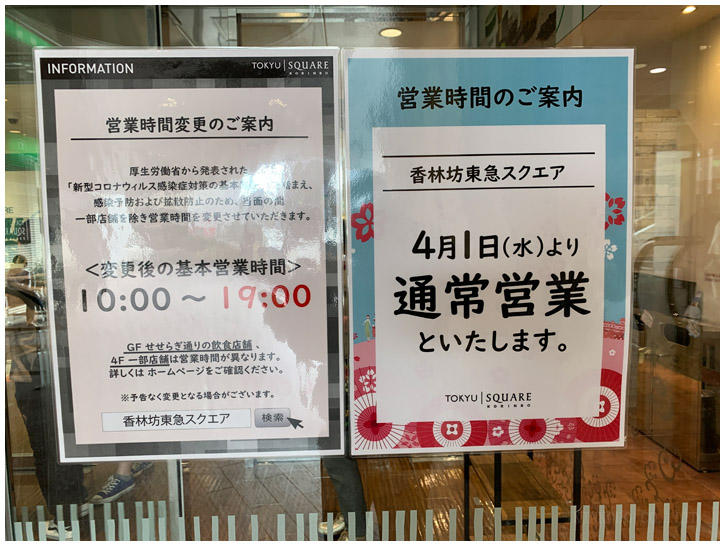 INFORMATION
TOKYU SQUARE
KORINBO
営業時間変更のご案内
厚生労働省から発表された
「新型コロナウィルス感染症対策の基本 踏まえ、
感染予防および拡散防止のため、当面の間
一部店舗を除き営業時間を変更させていただきます。
<変更後の基本営業時間>
10:00 ～ 19:00
GF せせらぎ通りの飲食店舗、
4F 一部店舗は営業時間が異なります。
詳しくは ホームページをご確認ください。
※予告なく変更となる場合がございます。
香林坊東急スクエア 検索
営業時間のご案内
香林坊東急スクエア
4月1日(水)より
通常営業
といたします。
TOKYU SQUARE
KORINBO